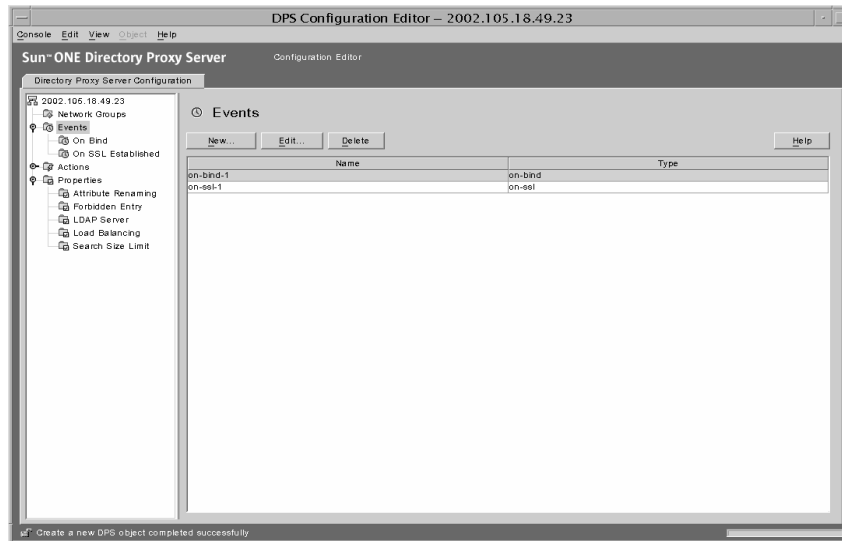 DPS Configuration Editor – 2002.105.18.49.23
Console Edit View Object Help
Sun™ ONE Directory Proxy Server Configuration Editor
Directory Proxy Server Configuration
2002.105.18.49.23
Network Groups
Events
On Bind
On SSL Established
Actions
Properties
Attribute Renaming
Forbidden Entry
LDAP Server
Load Balancing
Search Size Limit
Events
New... Edit... Delete Help
Name Type
on-bind-1 on-bind
on-ssl-1 on-ssl
Create a new DPS object completed successfully